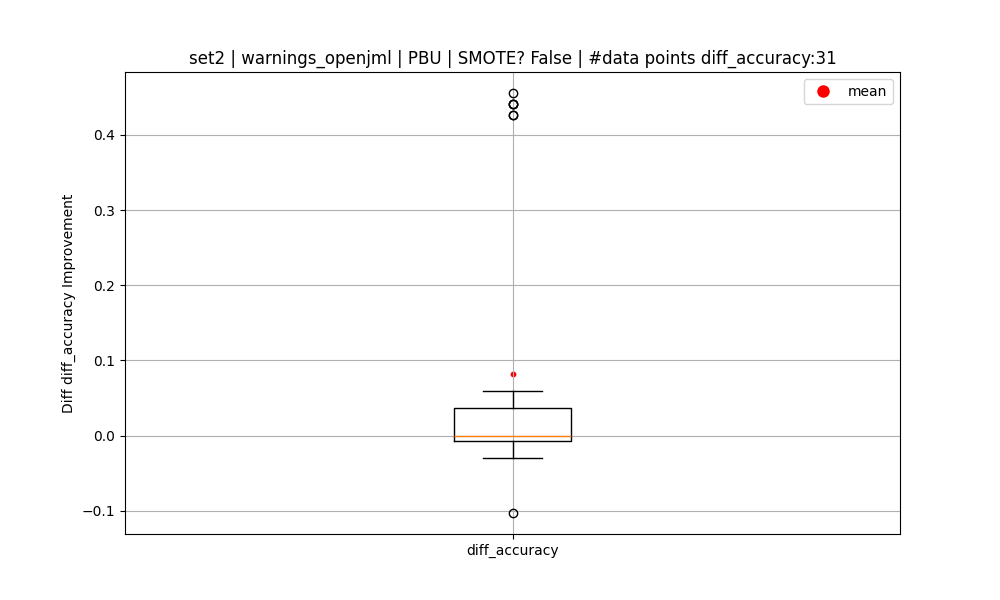 set2 | warnings_openjml | PBU | SMOTE? False | #data points diff_accuracy:31
mean
0.4
0.3
0.2
0.1
0.0
−0.1
Diff diff_accuracy Improvement
diff_accuracy